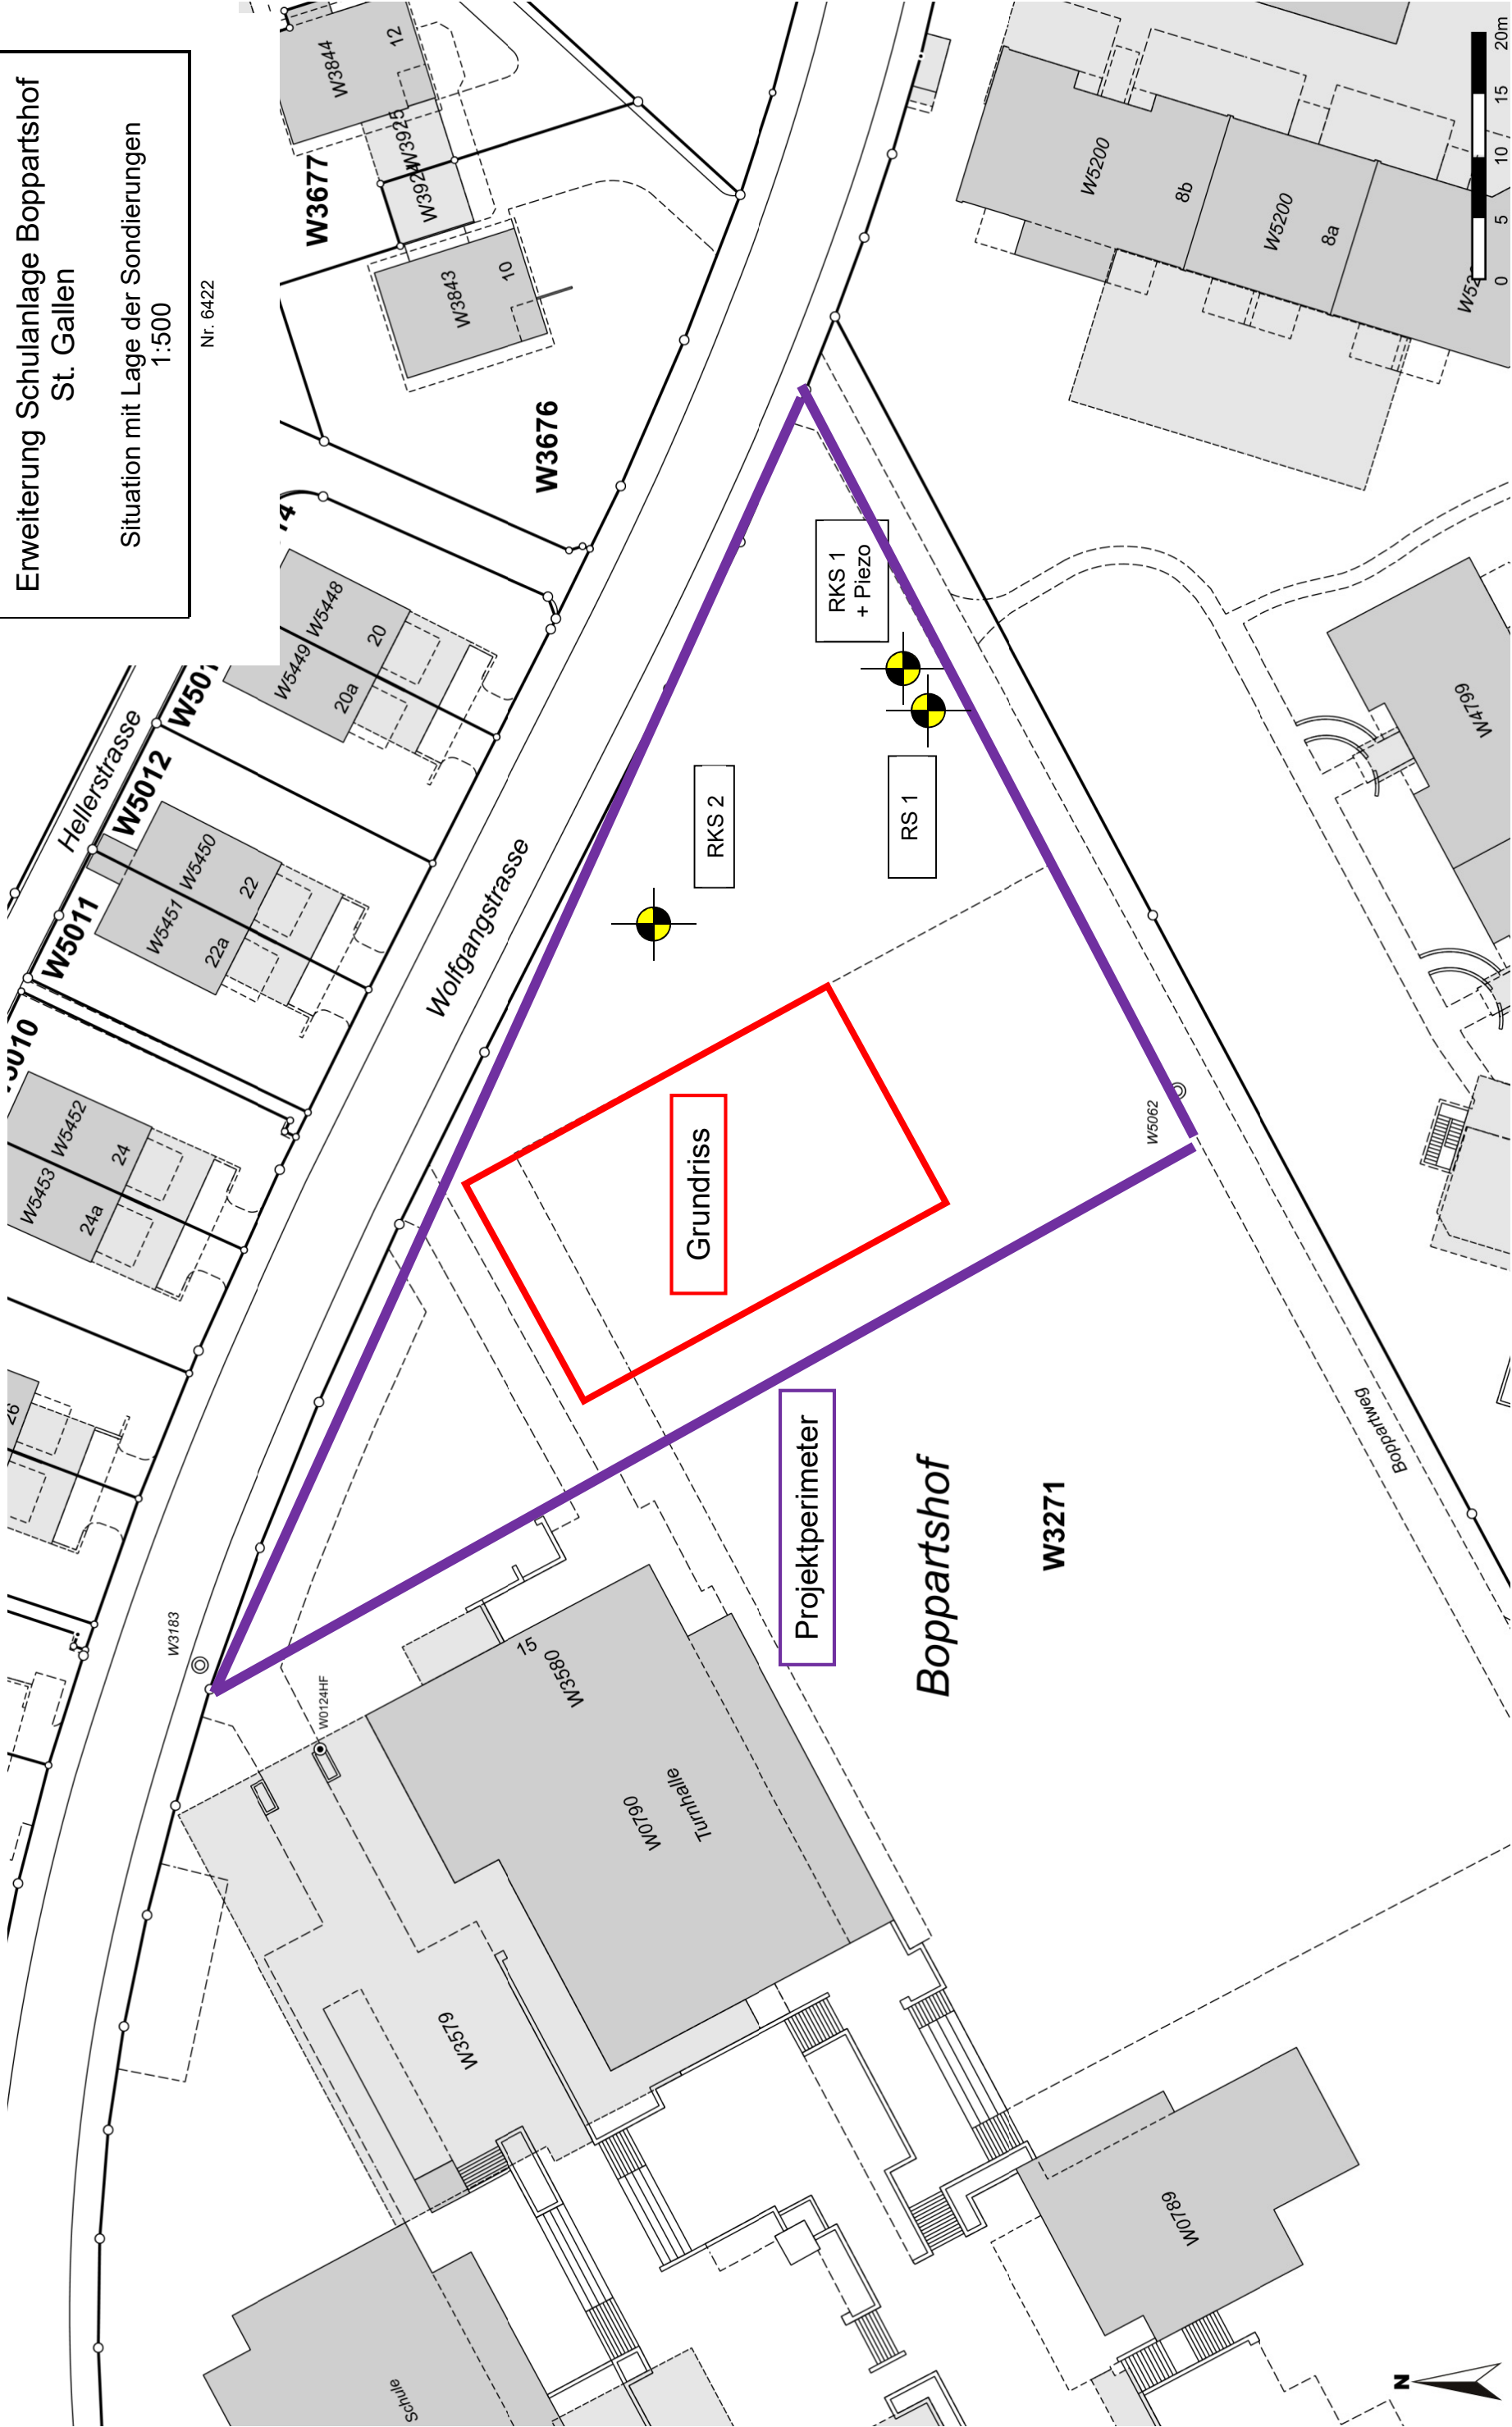 Erweiterung Schulanlage Boppartshof
St. Gallen
Situation mit Lage der Sondierungen
1:500
Nr. 6422
W3844
12
W3925
W3924
W3677
W3843
10
W3676
W5448
20
W5449
20a
Hellerstrasse
W5012
W5450
22
W5451
22a
W5011
Wolfgangstrasse
W5452
24
W5453
24a
26
W3183
W0124HF
RKS 1
+ Piezo
RKS 2
RS 1
Grundriss
Projektperimeter
Boppartshof
W3271
W5062
Boppartweg
W5200
8b
W5200
8a
W4799
15
W3580
W0790
Turnhalle
W3579
W0789
Schule
N
0 5 10 15 20m